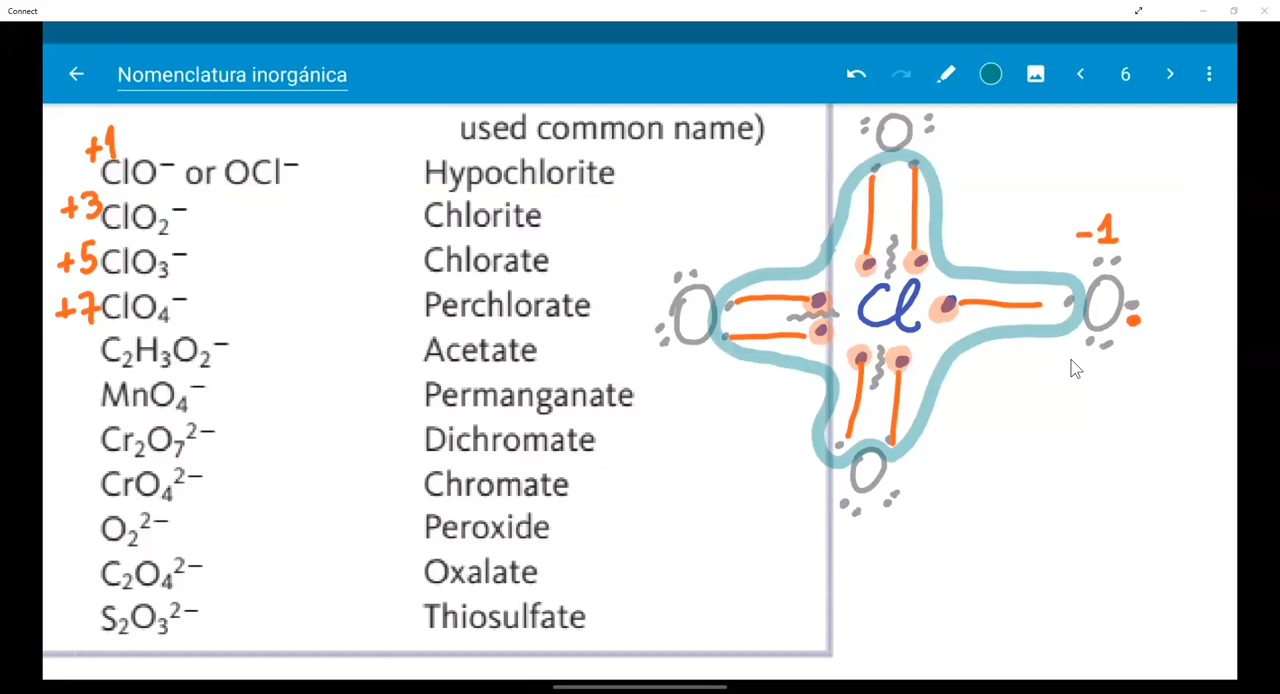 Connect
Nomenclatura inorgánica
6
used common name)
+1
ClO⁻ or OCl⁻ Hypochlorite
+3 ClO₂⁻ Chlorite
+5 ClO₃⁻ Chlorate
+7 ClO₄⁻ Perchlorate
C₂H₃O₂⁻ Acetate
MnO₄⁻ Permanganate
Cr₂O₇²⁻ Dichromate
CrO₄²⁻ Chromate
O₂²⁻ Peroxide
C₂O₄²⁻ Oxalate
S₂O₃²⁻ Thiosulfate
O
-1
O Cl O
O